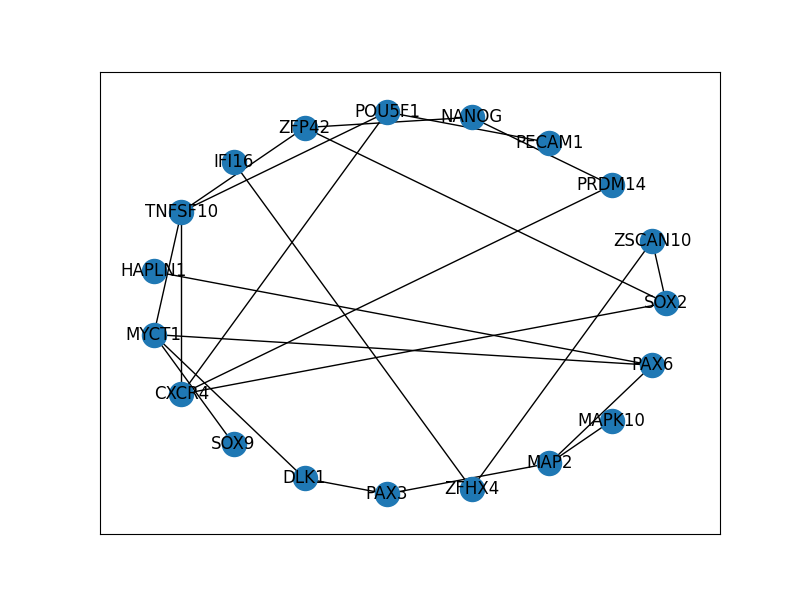 POU5F1
NANOG
ZFP42
PECAM1
IFI16
PRDM14
TNFSF10
ZSCAN10
HAPLN1
SOX2
MYCT1
PAX6
CXCR4
MAPK10
SOX9
MAP2
DLK1
ZFHX4
PAX3